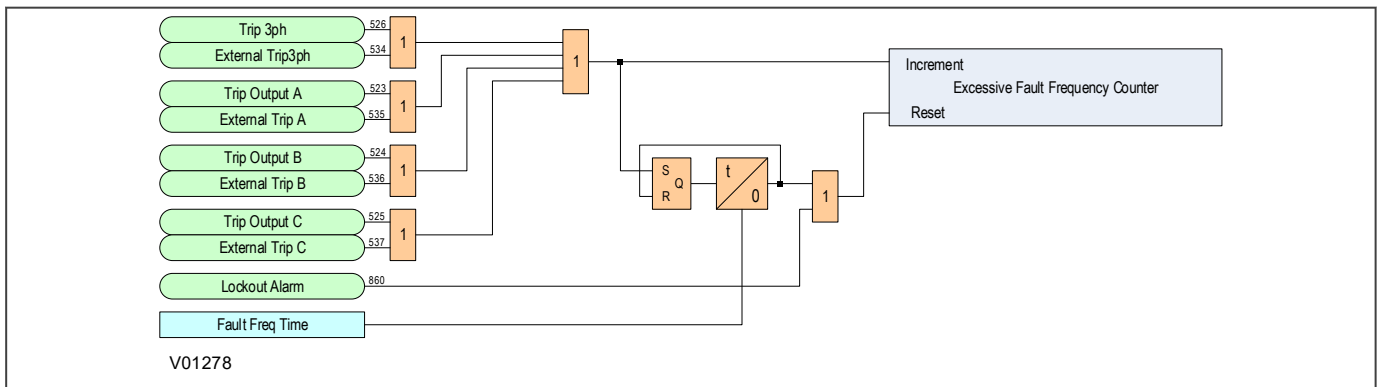 Trip 3ph
526
External Trip3ph
534
1
Trip Output A
523
External Trip A
535
1
Trip Output B
524
External Trip B
536
1
Trip Output C
525
External Trip C
537
1
Lockout Alarm
860
Fault Freq Time
1
S
Q
R
t
0
1
Increment
Excessive Fault Frequency Counter
Reset
V01278